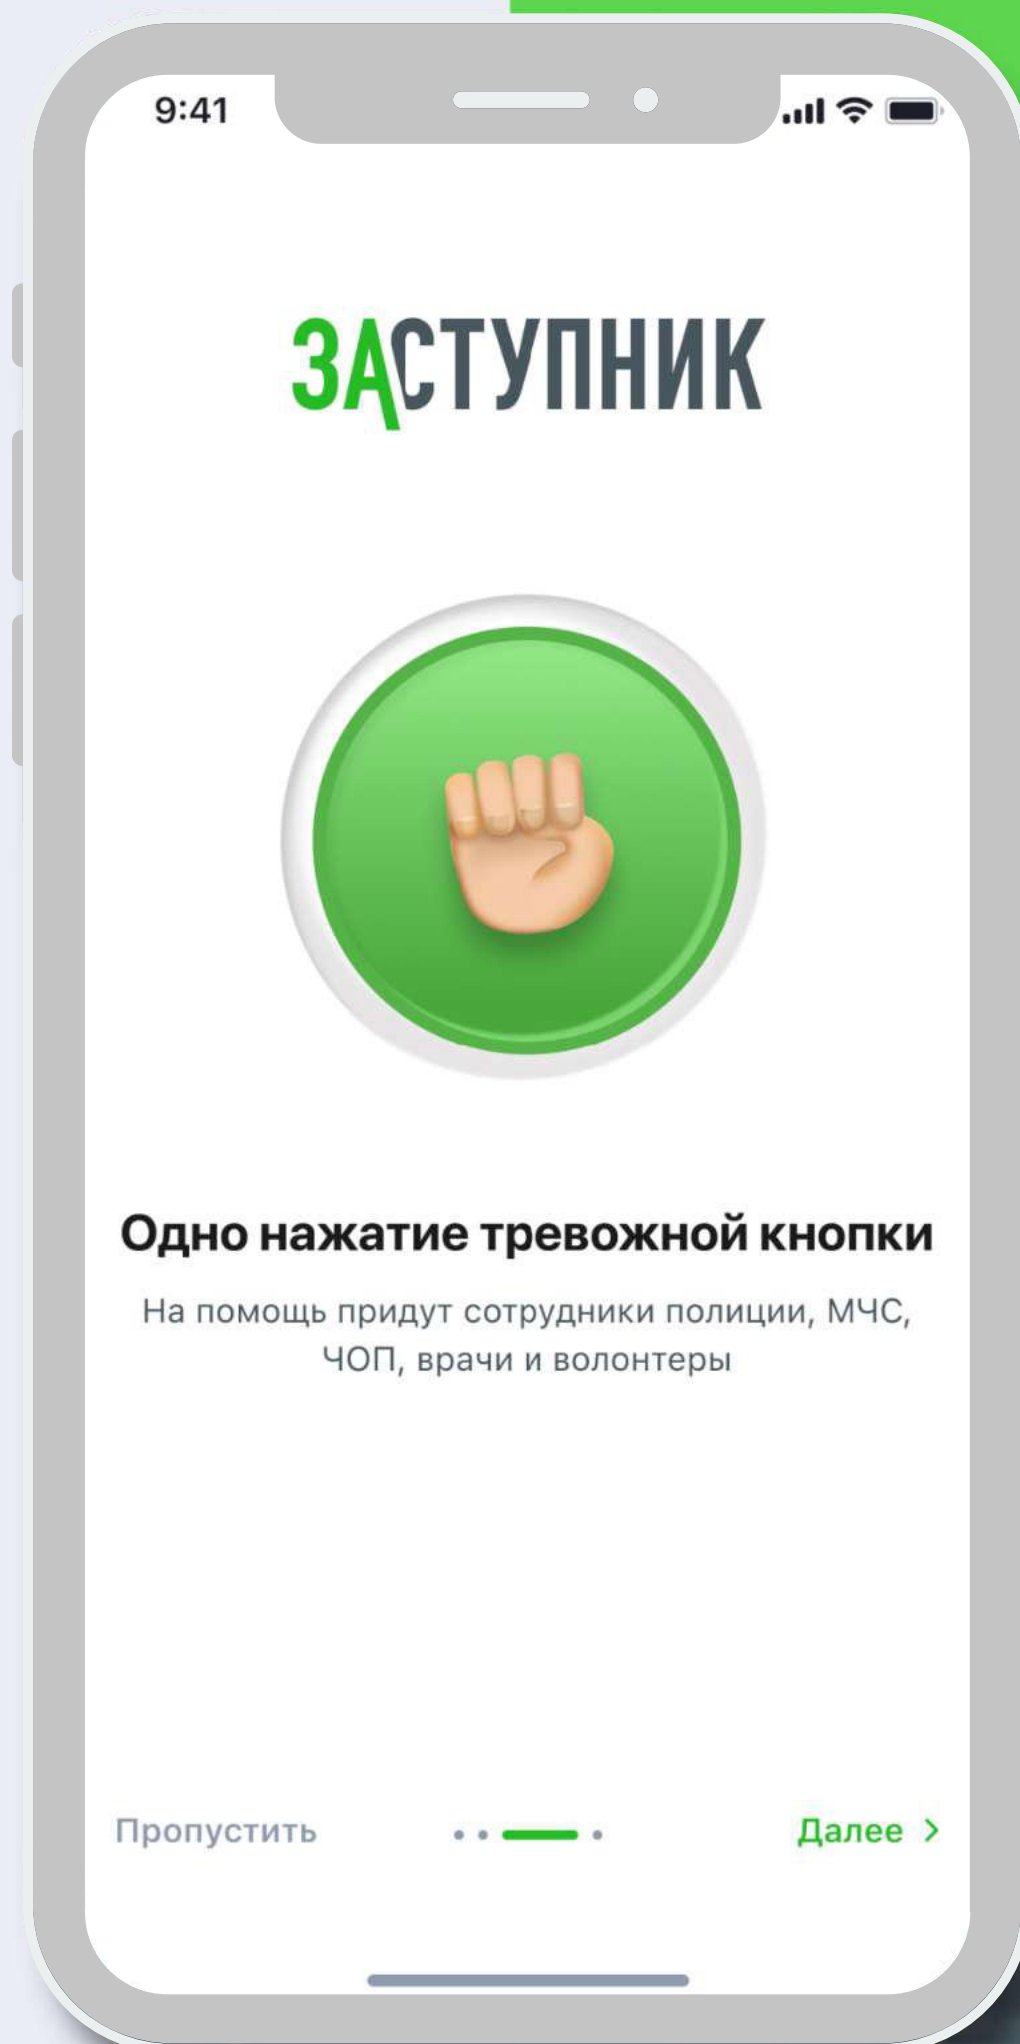 9:41
ЗАСТУПНИК
Одно нажатие тревожной кнопки
На помощь придут сотрудники полиции, МЧС,
ЧОП, врачи и волонтеры
Пропустить
Далее >